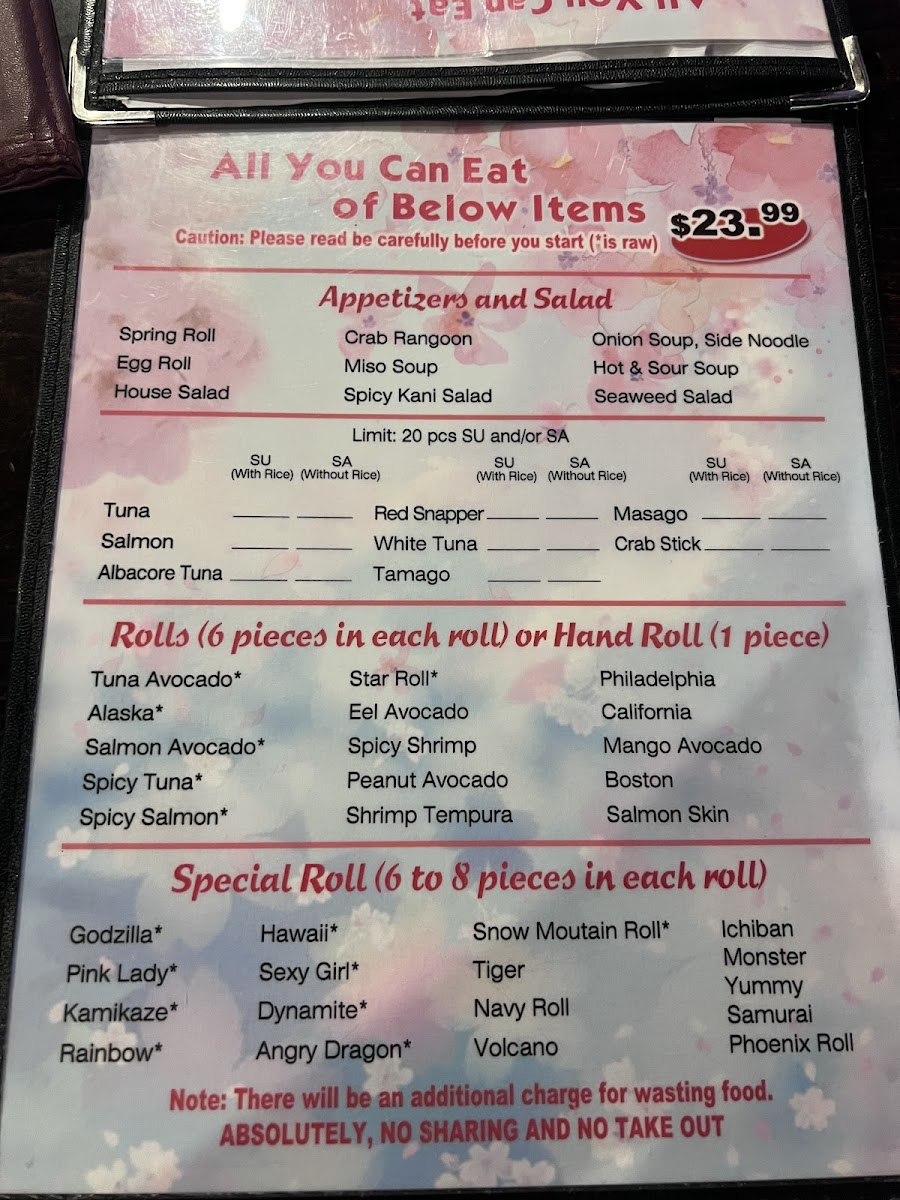 All You Can Eat
All You Can Eat
of Below Items
$23.99
Caution: Please read be carefully before you start (*is raw)
Appetizers and Salad
Spring Roll Crab Rangoon Onion Soup, Side Noodle
Egg Roll Miso Soup Hot & Sour Soup
House Salad Spicy Kani Salad Seaweed Salad
Limit: 20 pcs SU and/or SA
SU SA SU SA SU SA
(With Rice) (Without Rice) (With Rice) (Without Rice) (With Rice) (Without Rice)
Tuna Red Snapper Masago
Salmon White Tuna Crab Stick
Albacore Tuna Tamago
Rolls (6 pieces in each roll) or Hand Roll (1 piece)
Tuna Avocado* Star Roll* Philadelphia
Alaska* Eel Avocado California
Salmon Avocado* Spicy Shrimp Mango Avocado
Spicy Tuna* Peanut Avocado Boston
Spicy Salmon* Shrimp Tempura Salmon Skin
Special Roll (6 to 8 pieces in each roll)
Godzilla* Hawaii* Snow Moutain Roll* Ichiban
Monster
Pink Lady* Sexy Girl* Tiger Yummy
Kamikaze* Dynamite* Navy Roll Samurai
Rainbow* Angry Dragon* Volcano Phoenix Roll
Note: There will be an additional charge for wasting food.
ABSOLUTELY, NO SHARING AND NO TAKE OUT